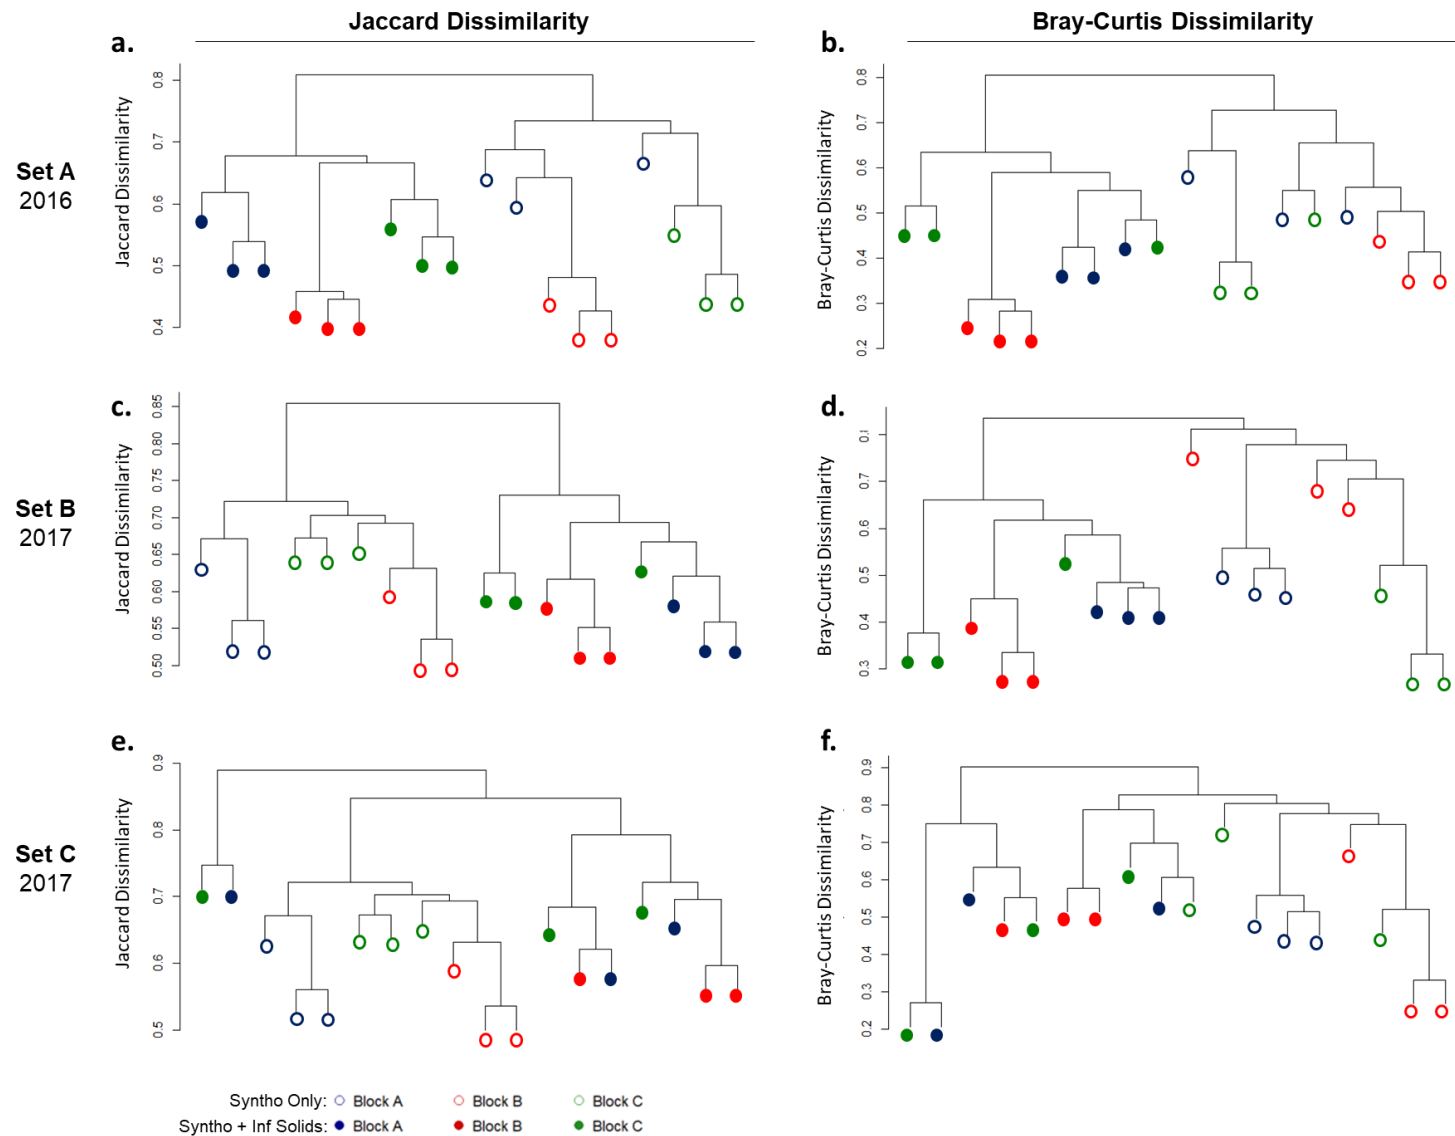 Jaccard Dissimilarity
Bray-Curtis Dissimilarity
a.
b.
Set A
2016
Jaccard Dissimilarity
0.8
0.7
0.6
0.5
0.4
Bray-Curtis Dissimilarity
0.8
0.7
0.6
0.5
0.4
0.3
0.2
c.
d.
Set B
2017
Jaccard Dissimilarity
0.85
0.80
0.75
0.70
0.65
0.60
0.55
0.50
Bray-Curtis Dissimilarity
0.7
0.6
0.5
0.4
0.3
e.
f.
Set C
2017
Jaccard Dissimilarity
0.9
0.8
0.7
0.6
0.5
Bray-Curtis Dissimilarity
0.9
0.8
0.7
0.6
0.5
0.4
0.3
0.2
Syntho Only: Block A Block B Block C
Syntho + Inf Solids: Block A Block B Block C